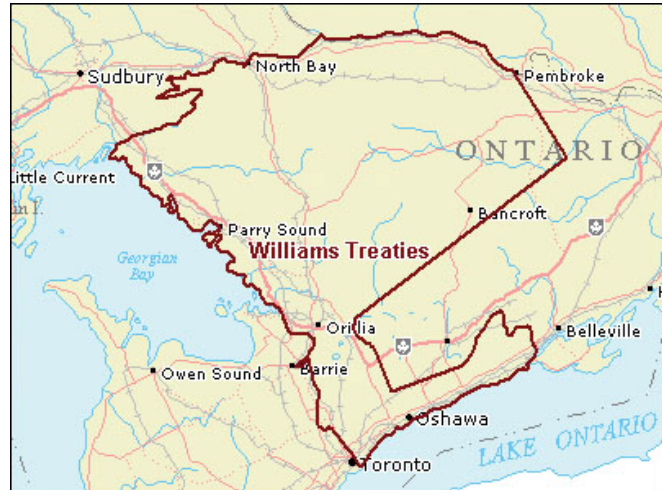 Sudbury
North Bay
Pembroke
ONTARIO
Little Current
Bancroft
Parry Sound
Williams Treaties
Georgian
Bay
Orillia
Belleville
Barrie
Owen Sound
Oshawa
LAKE ONTARIO
Toronto